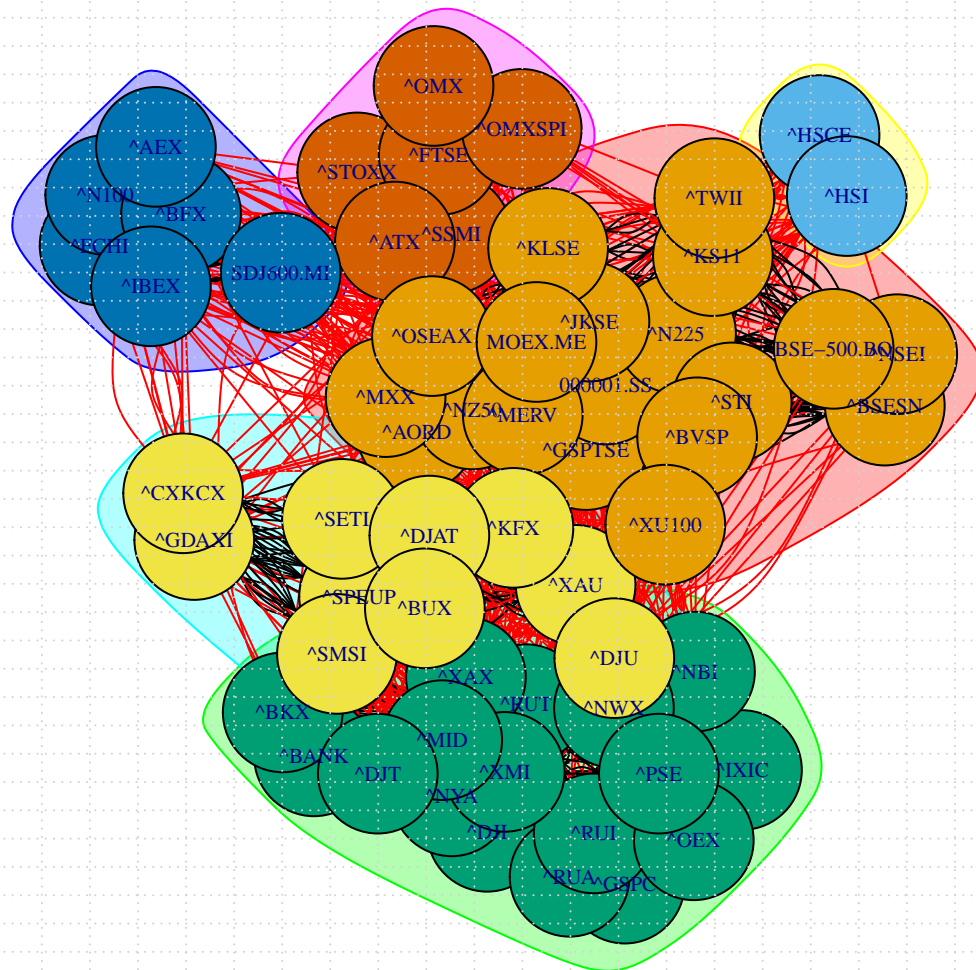 ^OMX
^OMXSPI
^HSCE
^AEX
^FTSE
^STOXX
^N100
^TWII
^HSI
^BFX
^ATX
^SSMI
^FCHI
^KLSE
^KS11
SDJ600.MI
^IBEX
^JKSE
^OSEAX
MOEX.ME
^N225
BSE−500.BO
^NSEI
000001.SS
^MXX
^NZ50
^MERV
^STI
^BSESN
^AORD
^BVSP
^GSPTSE
^CXKCX
^SETI
^KFX
^XU100
^DJAT
^GDAXI
^XAU
^SPEUP
^BUX
^SMSI
^DJU
^XAX
^NBI
^RUT
^NWX
^BKX
^MID
^BANK
^DJT
^XMI
^PSE
^IXIC
^NYA
^DJI
^RUI
^OEX
^RUA
^GSPC